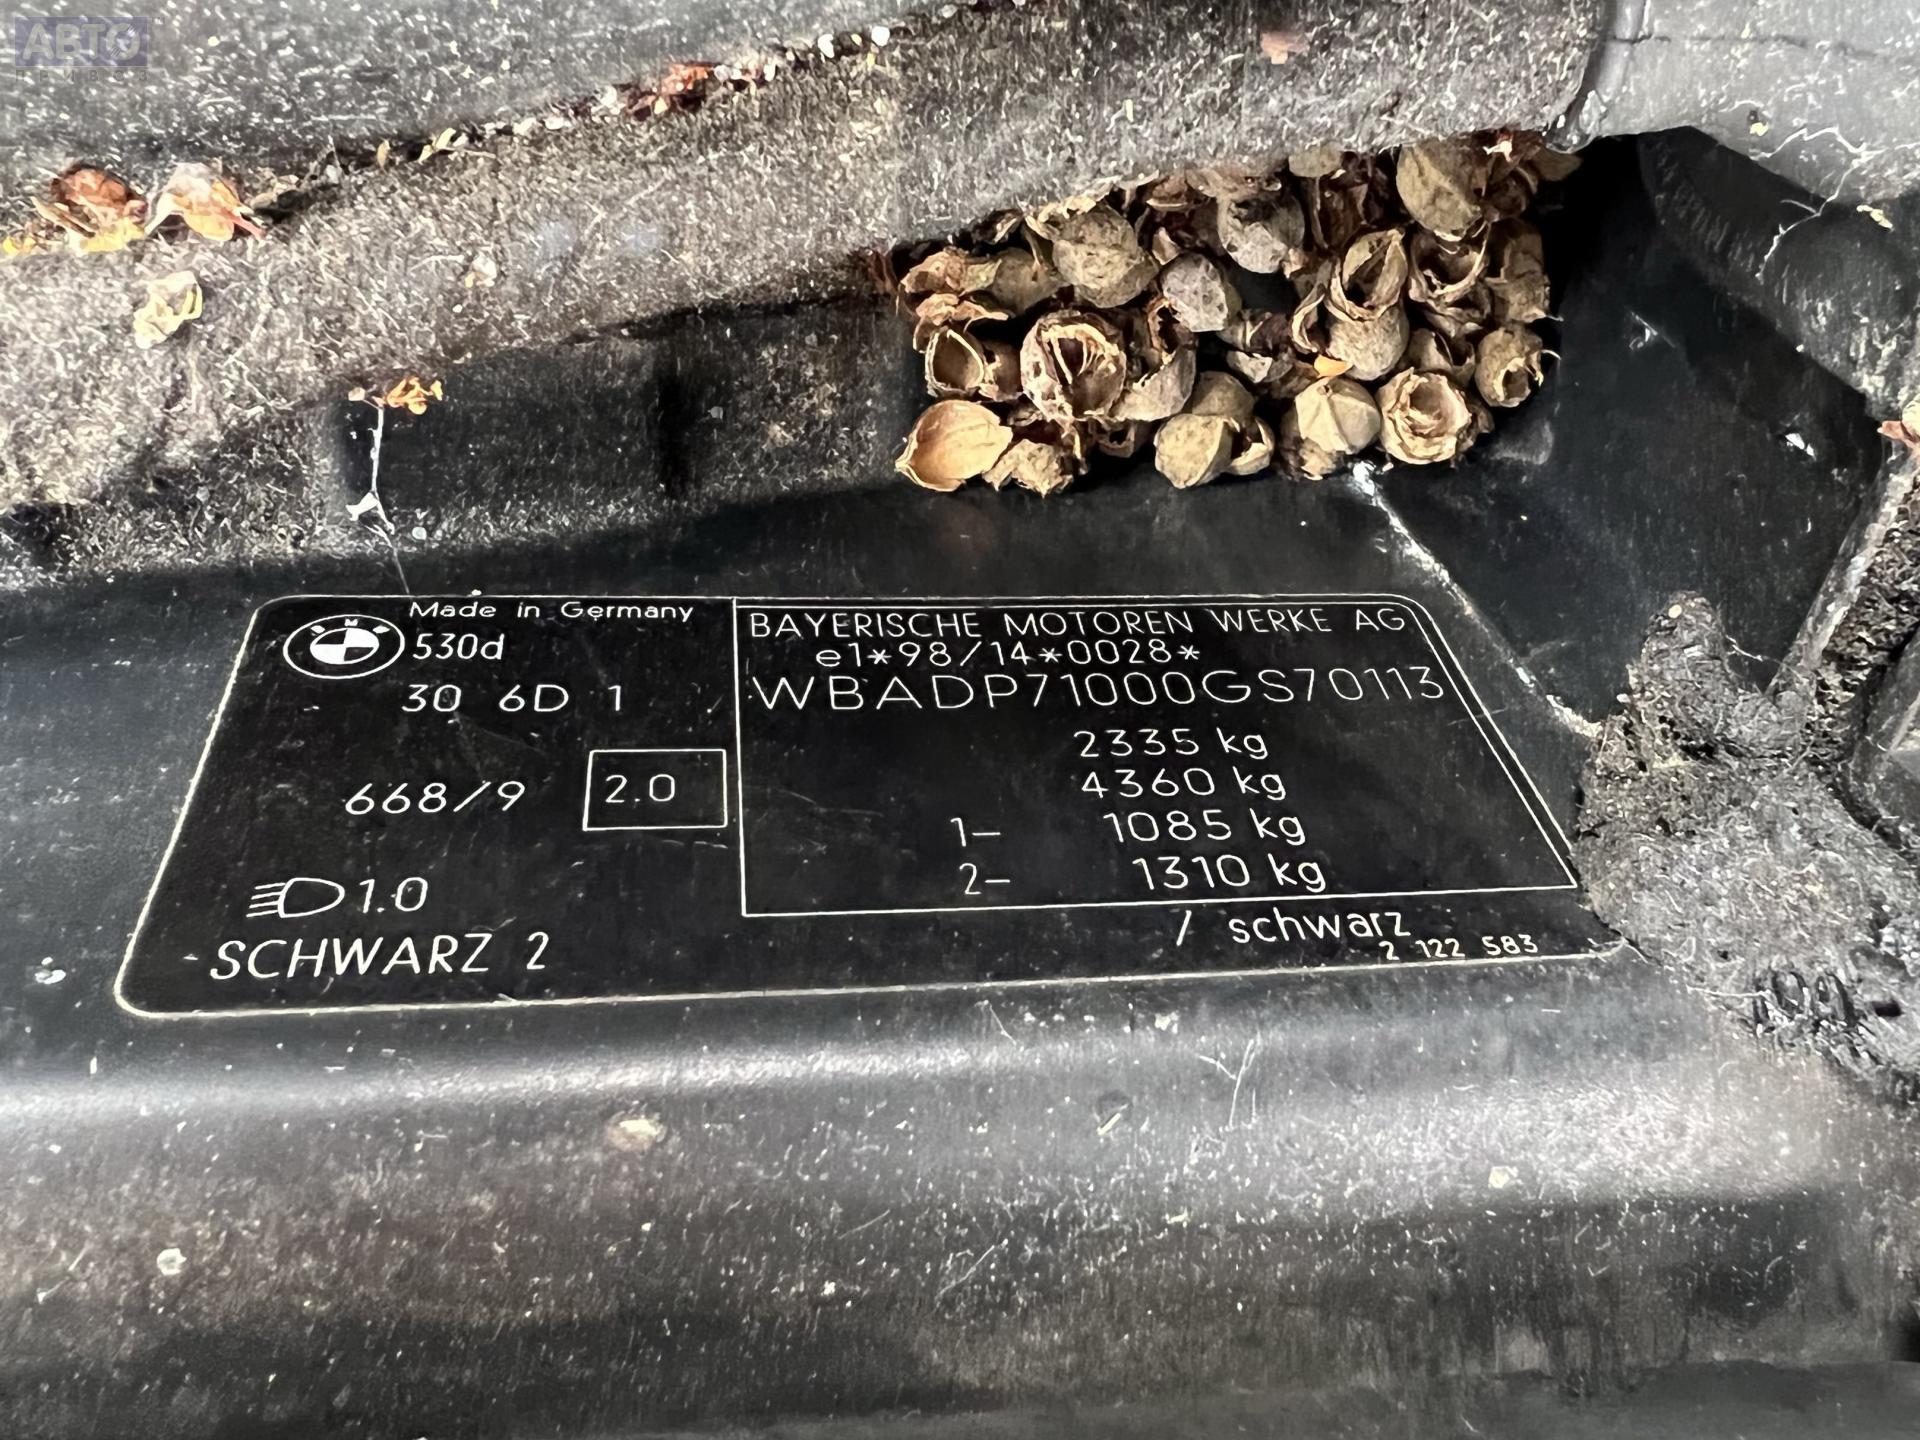 АВТО
ПРИВОЗ
BMW
Made in Germany
530d
30 6D 1
668/9
2.0
1.0
SCHWARZ 2
BAYERISCHE MOTOREN WERKE AG
e1*98/14*0028*
WBADP71000GS70113
2335 kg
4360 kg
1- 1085 kg
2- 1310 kg
/ schwarz
2 122 583